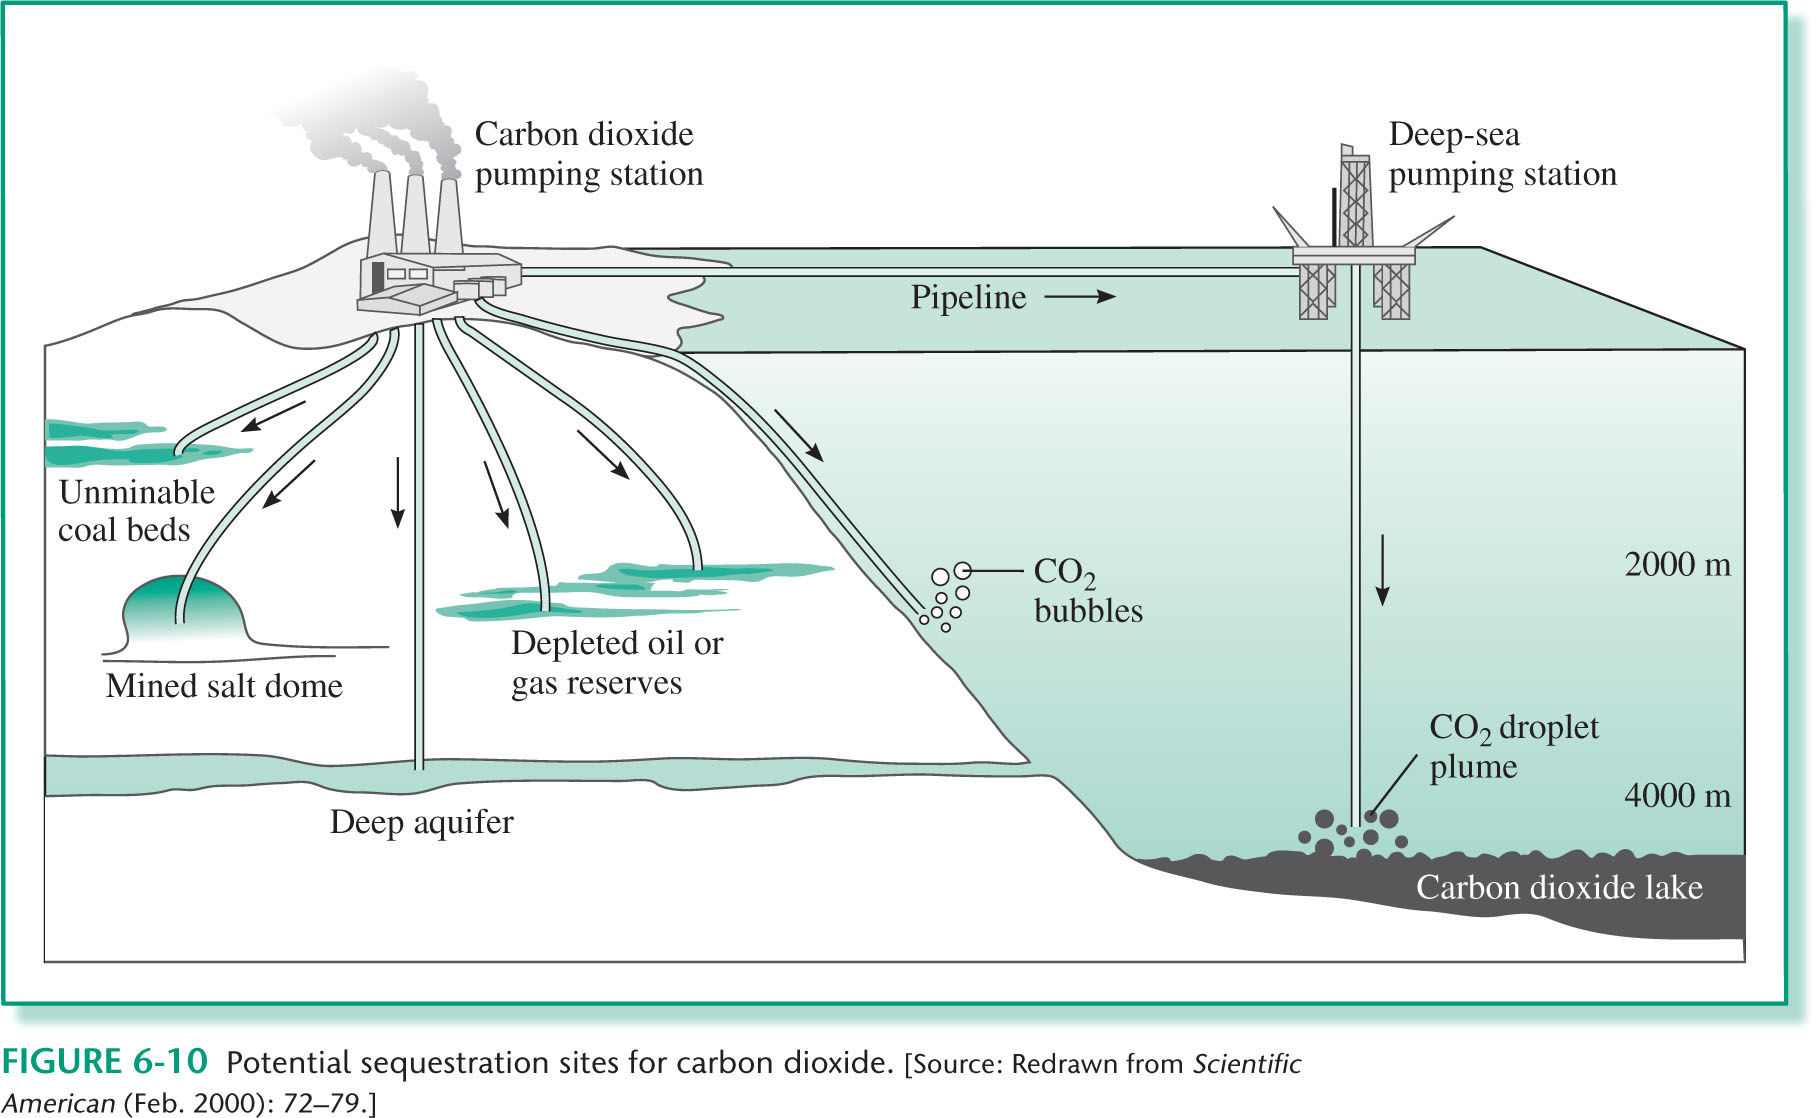 Carbon dioxide
pumping station
Deep-sea
pumping station
Pipeline
Unminable
coal beds
Mined salt dome
Depleted oil or
gas reserves
Deep aquifer
CO₂
bubbles
2000 m
CO₂ droplet
plume
4000 m
Carbon dioxide lake
FIGURE 6-10 Potential sequestration sites for carbon dioxide. [Source: Redrawn from Scientific
American (Feb. 2000): 72–79.]